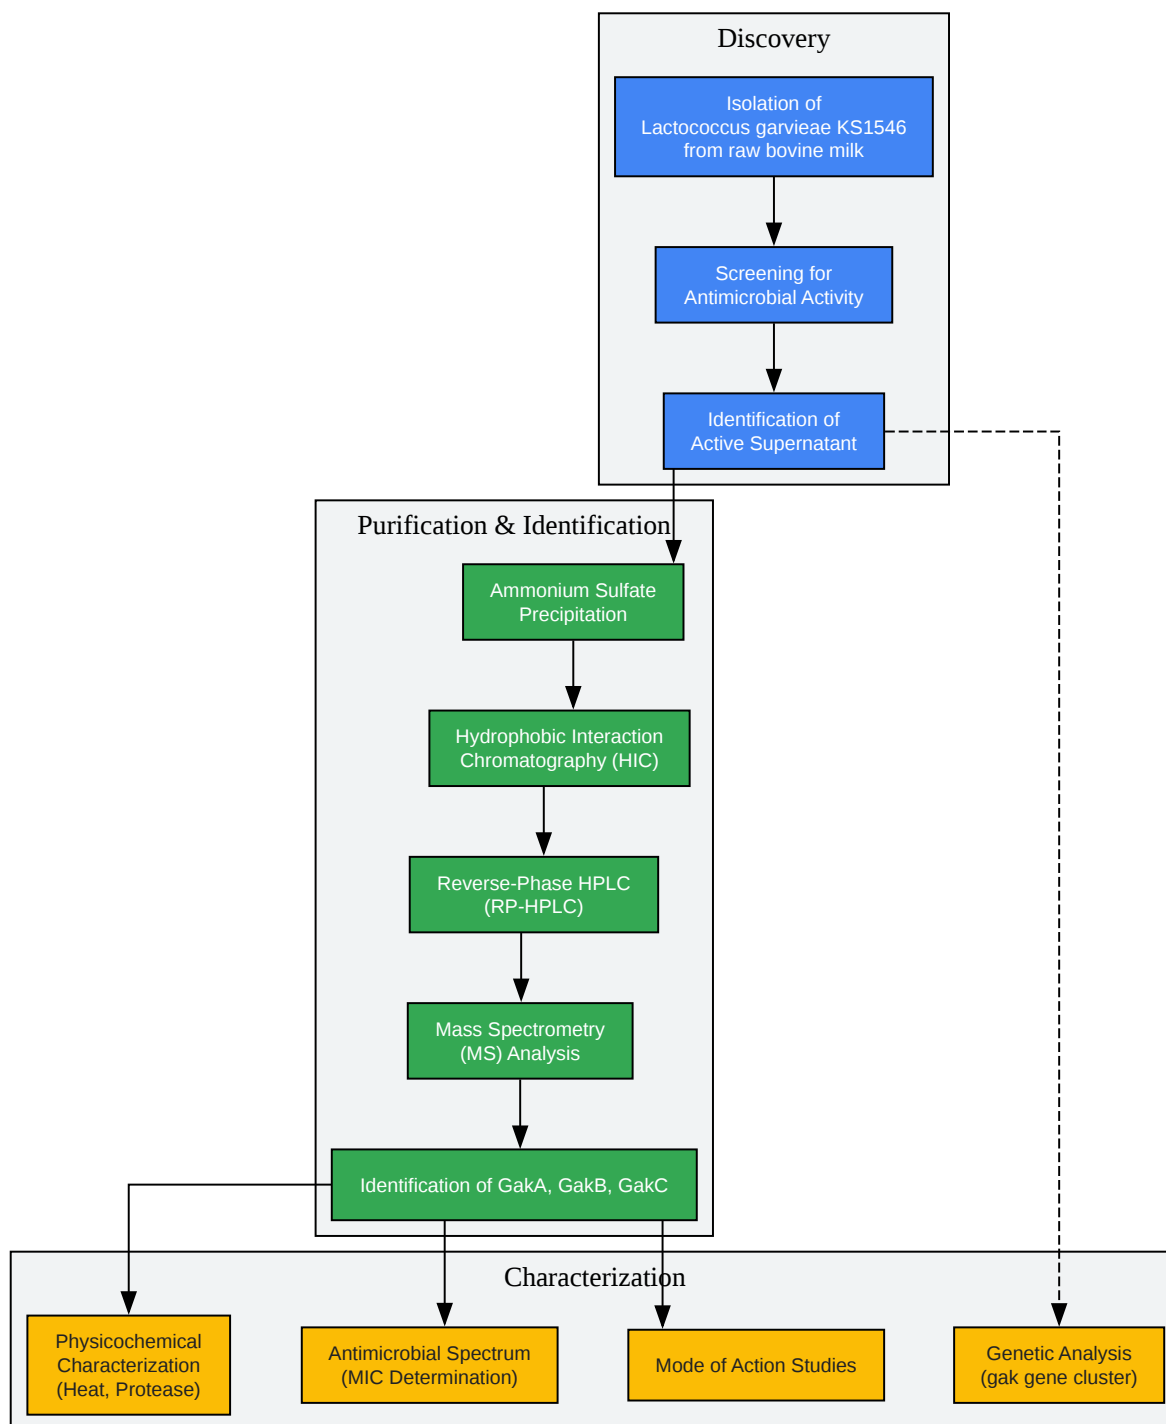 Discovery
Isolation of
Lactococcus garvieae KS1546
from raw bovine milk
Screening for
Antimicrobial Activity
Identification of
Active Supernatant
Purification & Identification
Ammonium Sulfate
Precipitation
Hydrophobic Interaction
Chromatography (HIC)
Reverse-Phase HPLC
(RP-HPLC)
Mass Spectrometry
(MS) Analysis
Identification of GakA, GakB, GakC
Characterization
Physicochemical
Characterization
(Heat, Protease)
Antimicrobial Spectrum
(MIC Determination)
Mode of Action Studies
Genetic Analysis
(gak gene cluster)